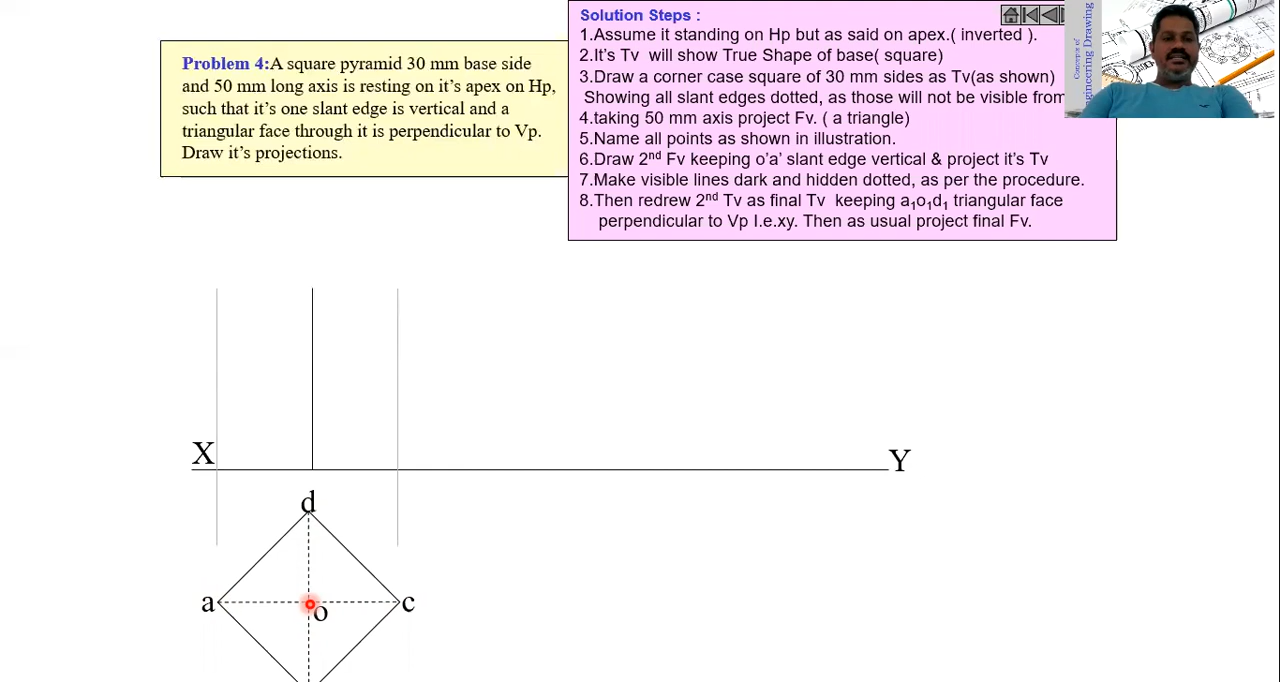 Problem 4:A square pyramid 30 mm base side
and 50 mm long axis is resting on it’s apex on Hp,
such that it’s one slant edge is vertical and a
triangular face through it is perpendicular to Vp.
Draw it’s projections.
Solution Steps :
1.Assume it standing on Hp but as said on apex.( inverted ).
2.It’s Tv will show True Shape of base( square)
3.Draw a corner case square of 30 mm sides as Tv(as shown)
Showing all slant edges dotted, as those will not be visible from
4.taking 50 mm axis project Fv. ( a triangle)
5.Name all points as shown in illustration.
6.Draw 2nd Fv keeping o’a’ slant edge vertical & project it’s Tv
7.Make visible lines dark and hidden dotted, as per the procedure.
8.Then redrew 2nd Tv as final Tv keeping a1o1d1 triangular face
perpendicular to Vp I.e.xy. Then as usual project final Fv.
Concepts of
gineering Drawing
X
Y
d
a
o
c